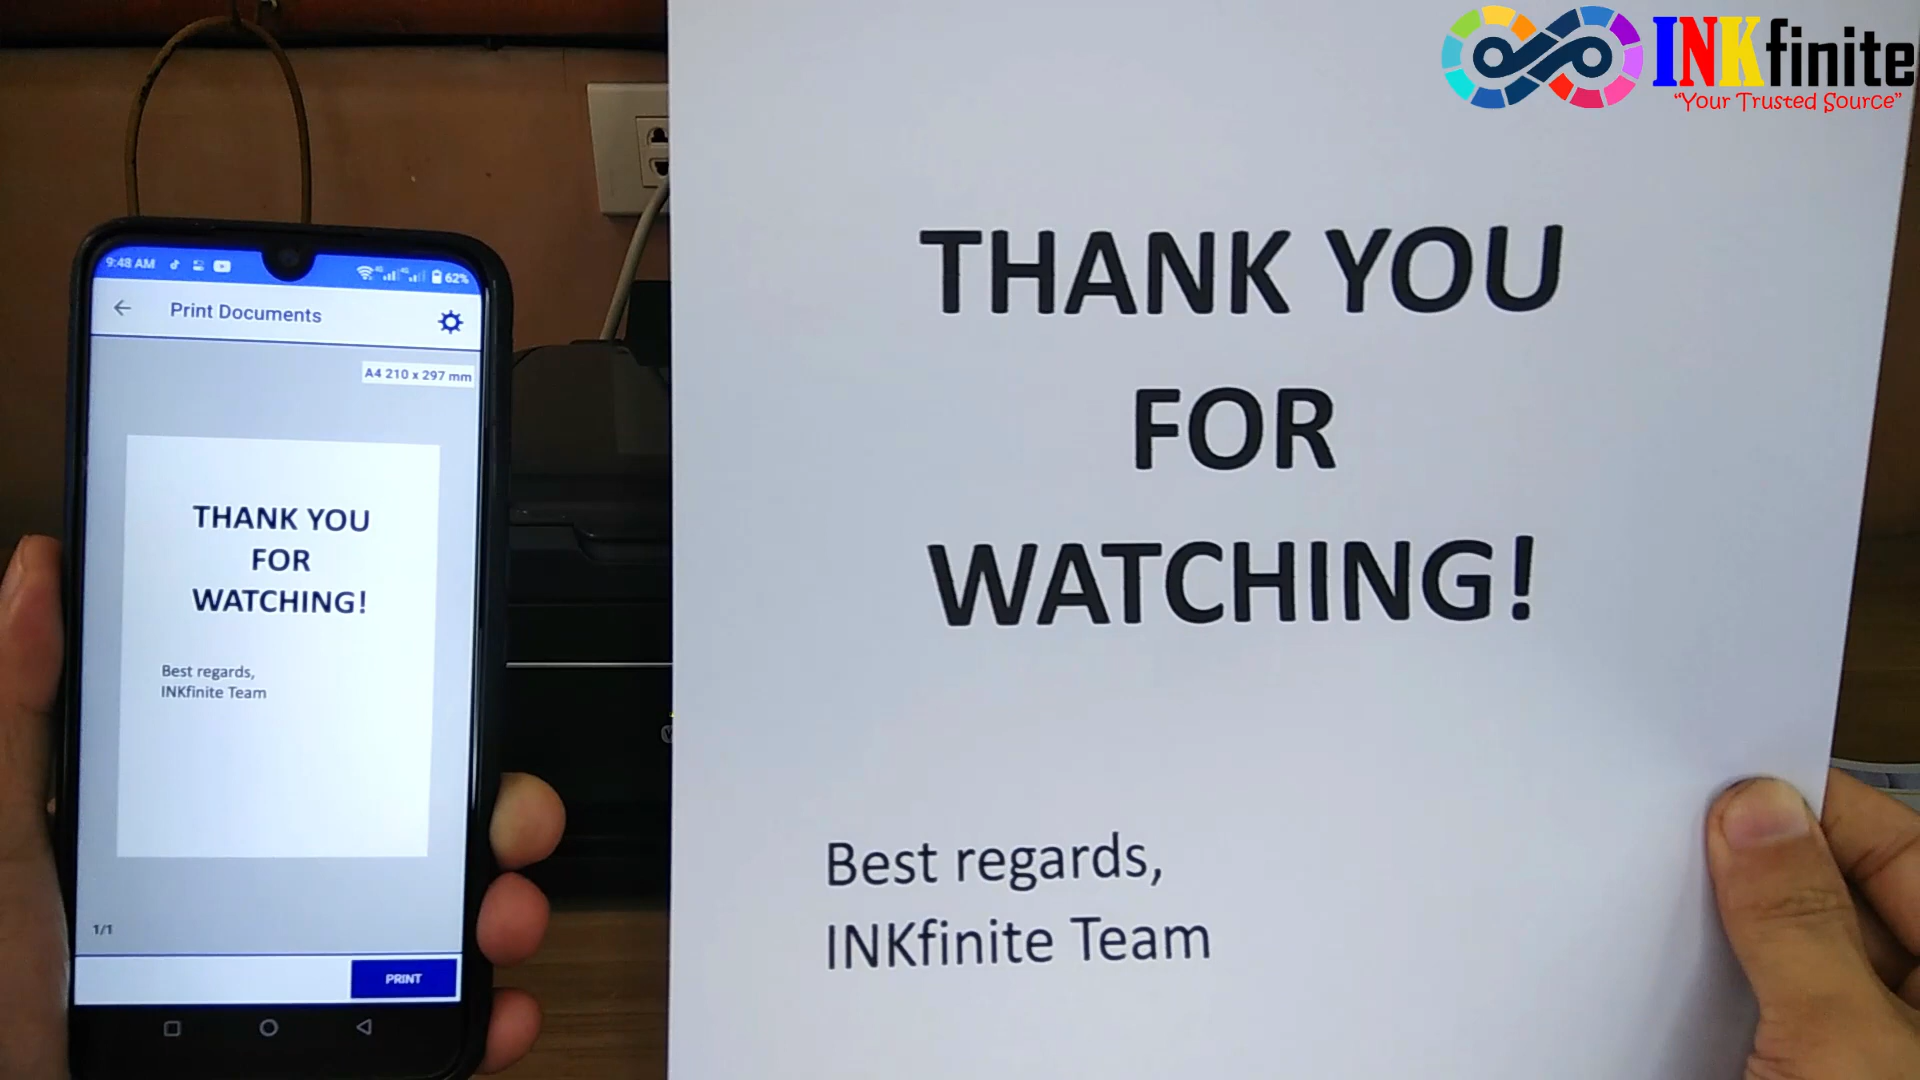 INKfinite
"Your Trusted Source"
9:48 AM
62%
Print Documents
A4 210 x 297 mm
THANK YOU
FOR
WATCHING!
Best regards,
INKfinite Team
1/1
PRINT
THANK YOU
FOR
WATCHING!
Best regards,
INKfinite Team